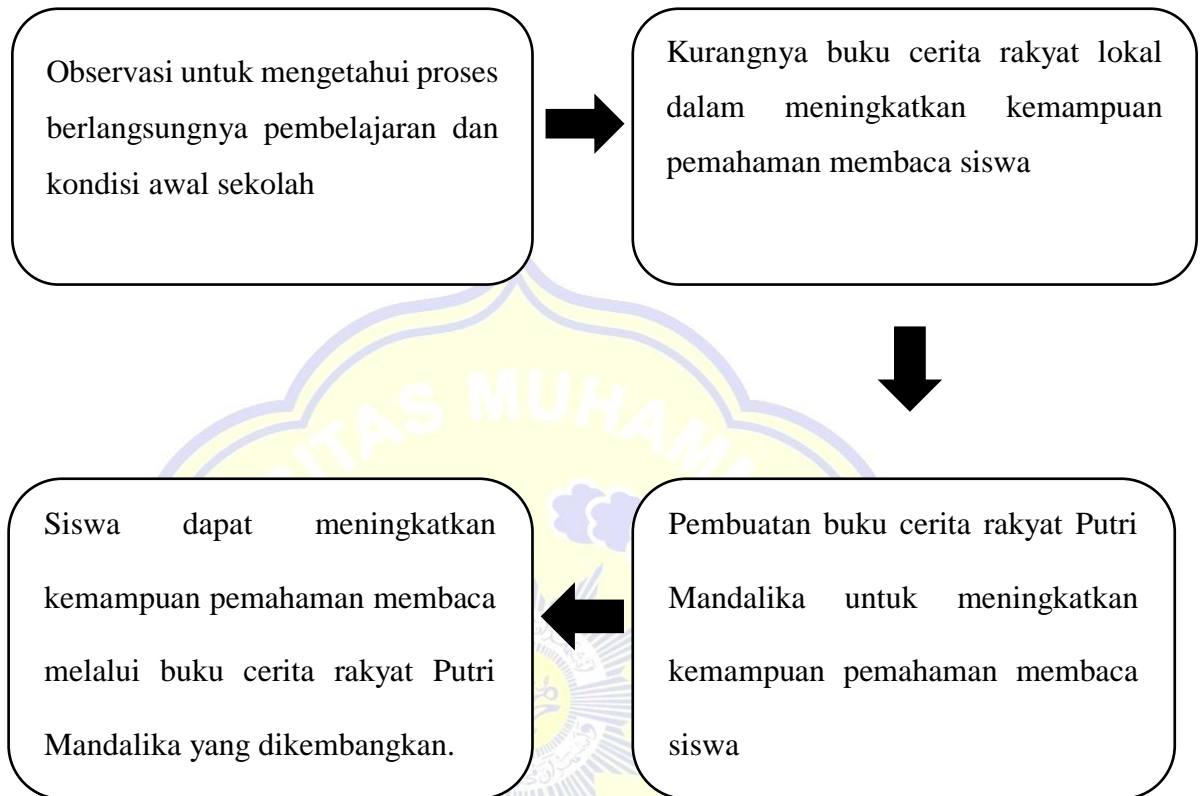 Observasi untuk mengetahui proses
berlangsungnya pembelajaran dan
kondisi awal sekolah
Kurangnya buku cerita rakyat lokal
dalam meningkatkan kemampuan
pemahaman membaca siswa
Pembuatan buku cerita rakyat Putri
Mandalika untuk meningkatkan
kemampuan pemahaman membaca
siswa
Siswa dapat meningkatkan
kemampuan pemahaman membaca
melalui buku cerita rakyat Putri
Mandalika yang dikembangkan.